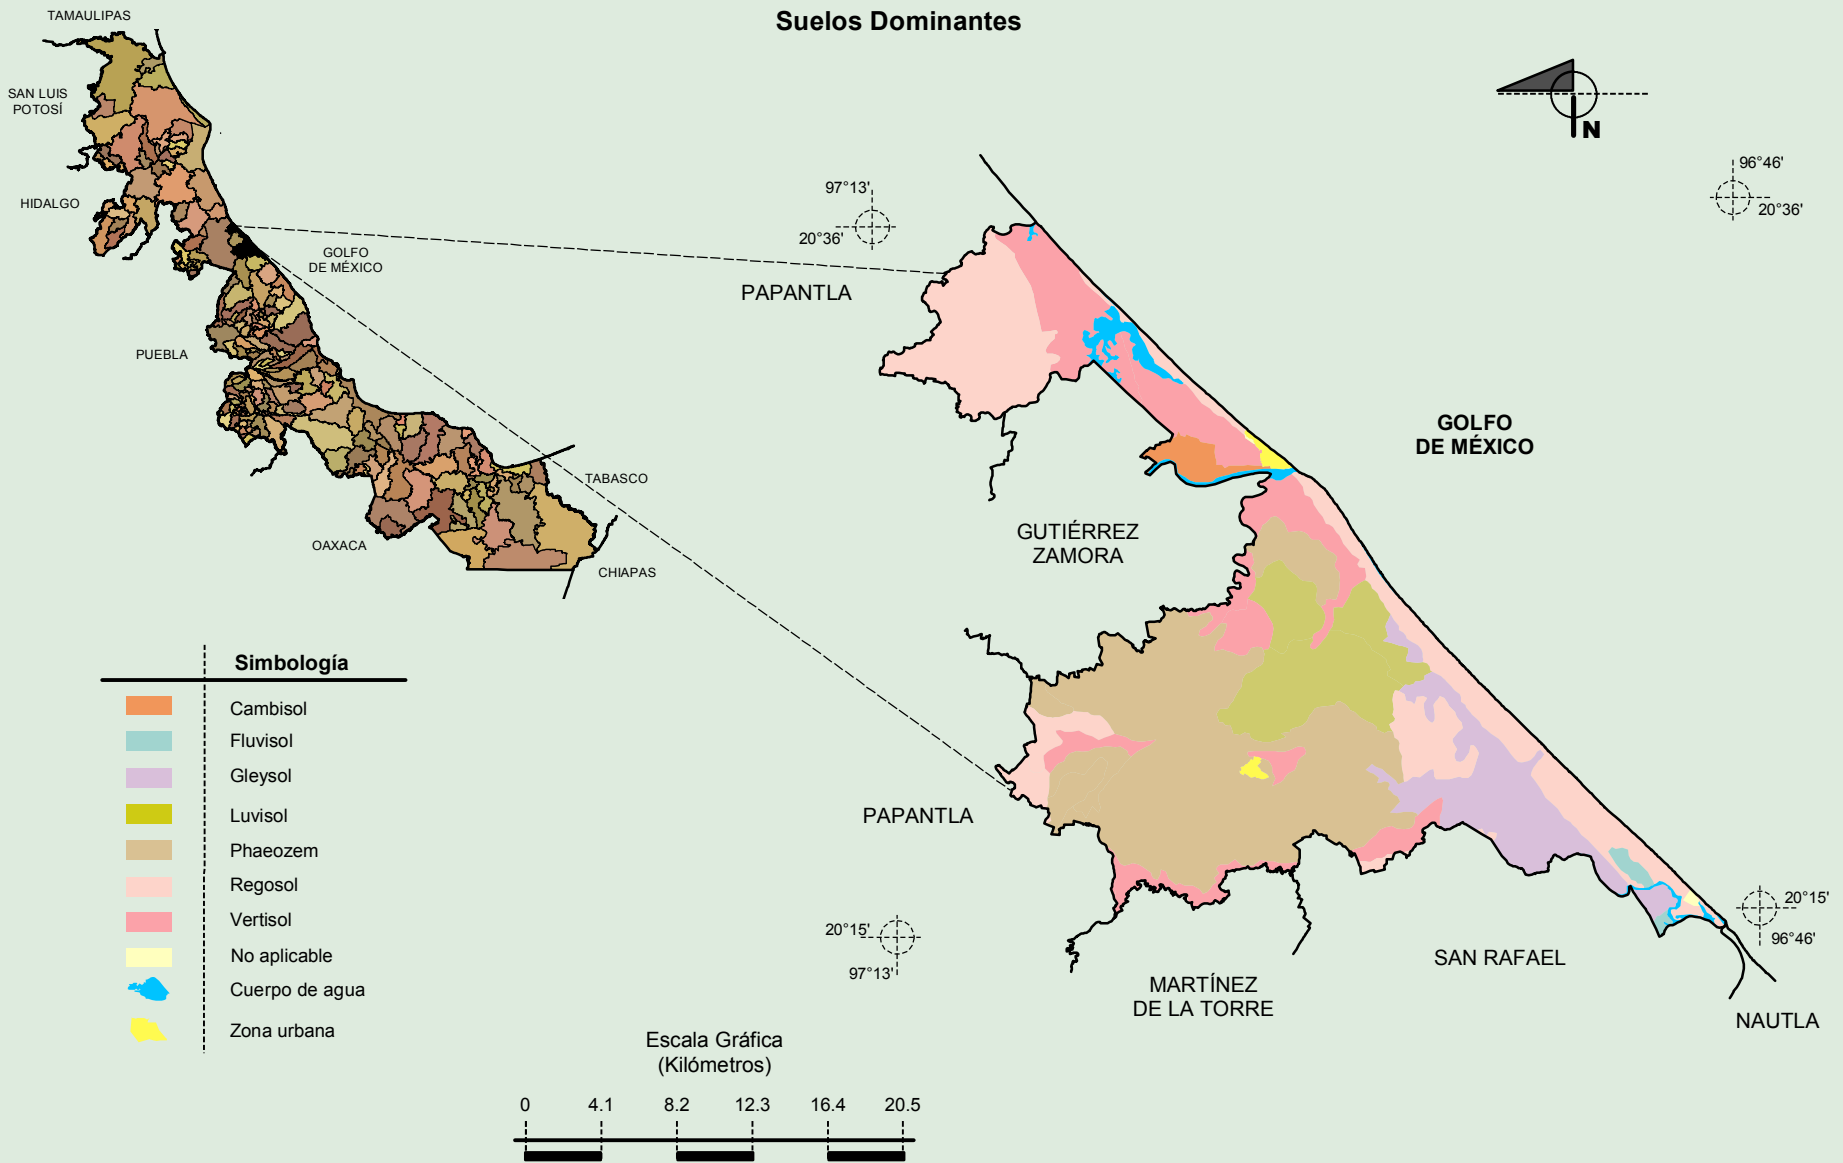 Suelos Dominantes
TAMAULIPAS
SAN LUIS
POTOSÍ
HIDALGO
GOLFO
DE MÉXICO
PUEBLA
TABASCO
OAXACA
CHIAPAS
N
97°13'
20°36'
96°46'
20°36'
PAPANTLA
GOLFO
DE MÉXICO
GUTIÉRREZ
ZAMORA
PAPANTLA
20°15'
97°13'
MARTÍNEZ
DE LA TORRE
SAN RAFAEL
20°15'
96°46'
NAUTLA
Simbología
Cambisol
Fluvisol
Gleysol
Luvisol
Phaeozem
Regosol
Vertisol
No aplicable
Cuerpo de agua
Zona urbana
Escala Gráfica
(Kilómetros)
0 4.1 8.2 12.3 16.4 20.5